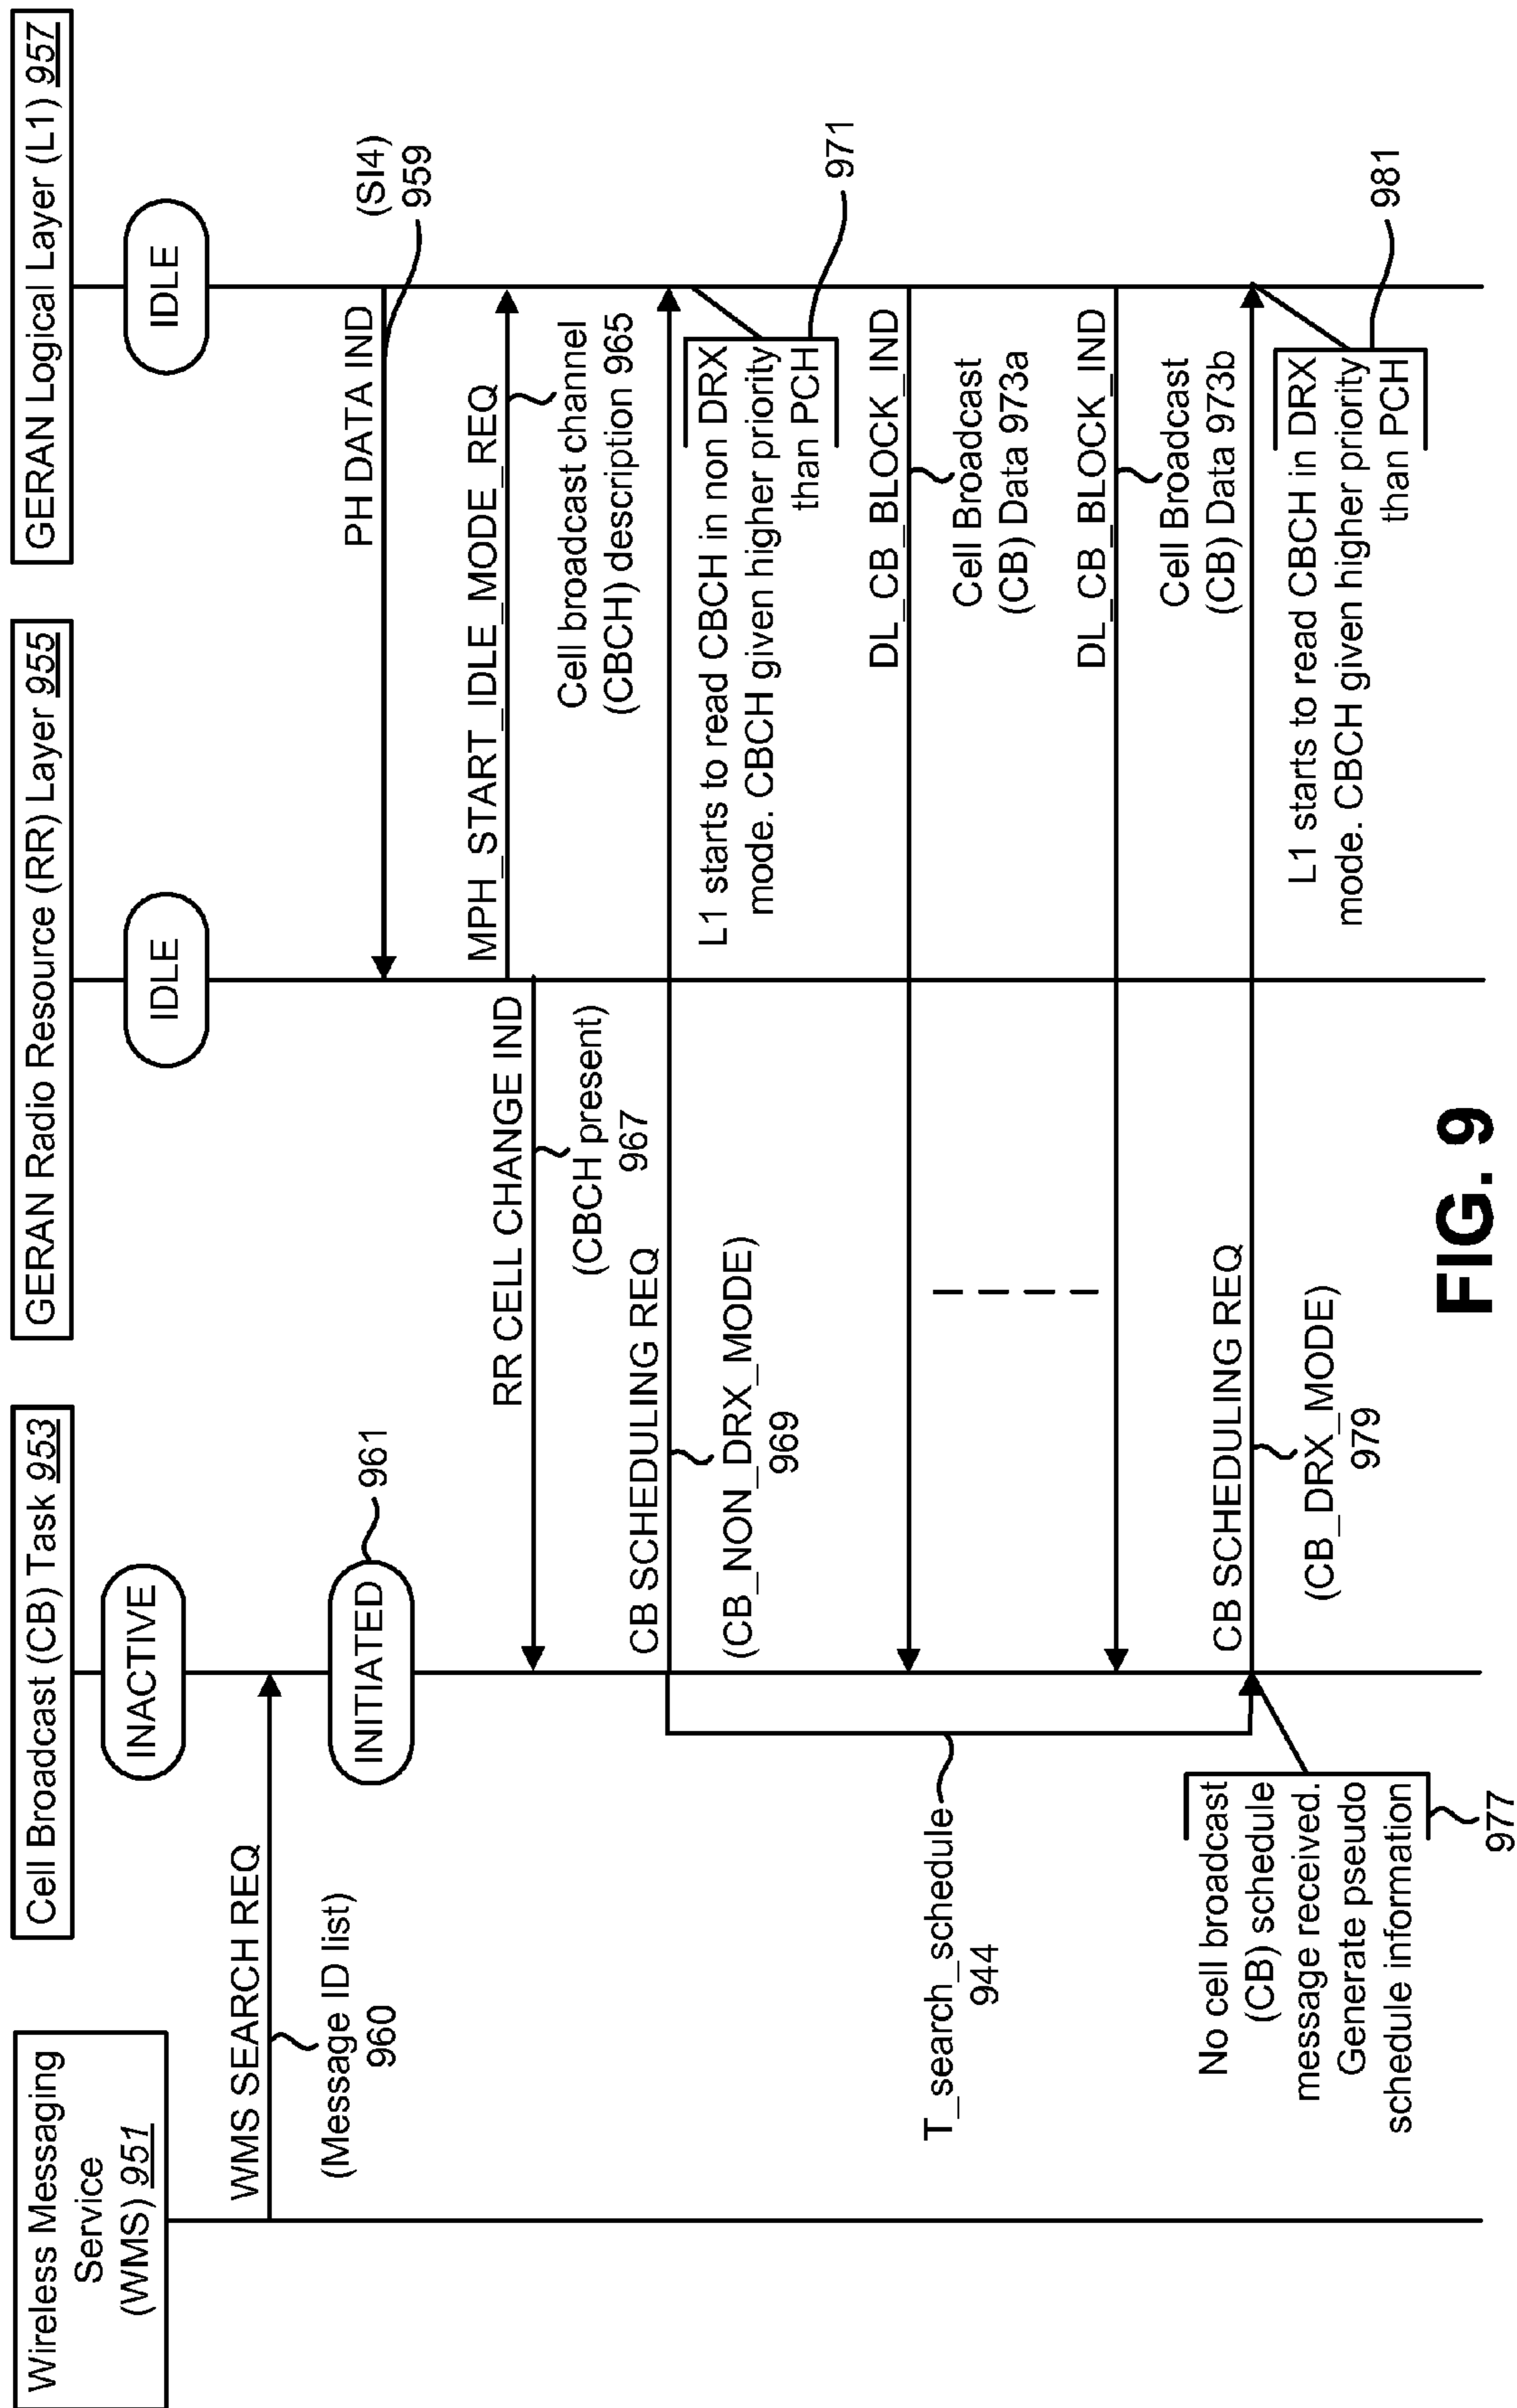 Wireless Messaging
Service
(WMS) 951
Cell Broadcast (CB) Task 953
GERAN Radio Resource (RR) Layer 955
GERAN Logical Layer (L1) 957
INACTIVE
IDLE
IDLE
WMS SEARCH REQ
(Message ID list)
960
PH DATA IND
(SI4)
959
INITIATED
961
MPH_START_IDLE_MODE_REQ
Cell broadcast channel
(CBCH) description 965
RR CELL CHANGE IND
(CBCH present)
967
CB SCHEDULING REQ
(CB_NON_DRX_MODE)
969
L1 starts to read CBCH in non DRX
mode. CBCH given higher priority
than PCH
971
DL_CB_BLOCK_IND
Cell Broadcast
(CB) Data 973a
T_search_schedule
944
DL_CB_BLOCK_IND
Cell Broadcast
(CB) Data 973b
CB SCHEDULING REQ
(CB_DRX_MODE)
979
No cell broadcast
(CB) schedule
message received.
Generate pseudo
schedule information
977
L1 starts to read CBCH in DRX
mode. CBCH given higher priority
than PCH
981
FIG. 9